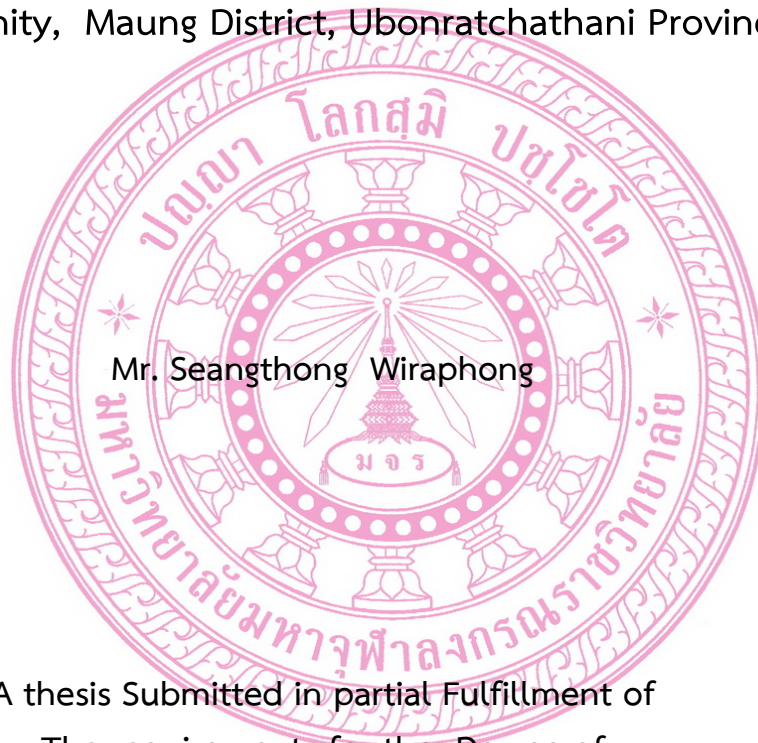 nity, Maung District, Ubonratchathani Provinc
ปญฺญา โลกสฺมิ ปชฺโชโต
Mr. Seangthong Wiraphong
ม จ ร
มหาวิทยาลัยมหาจุฬาลงกรณราชวิทยาลัย
A thesis Submitted in partial Fulfillment of